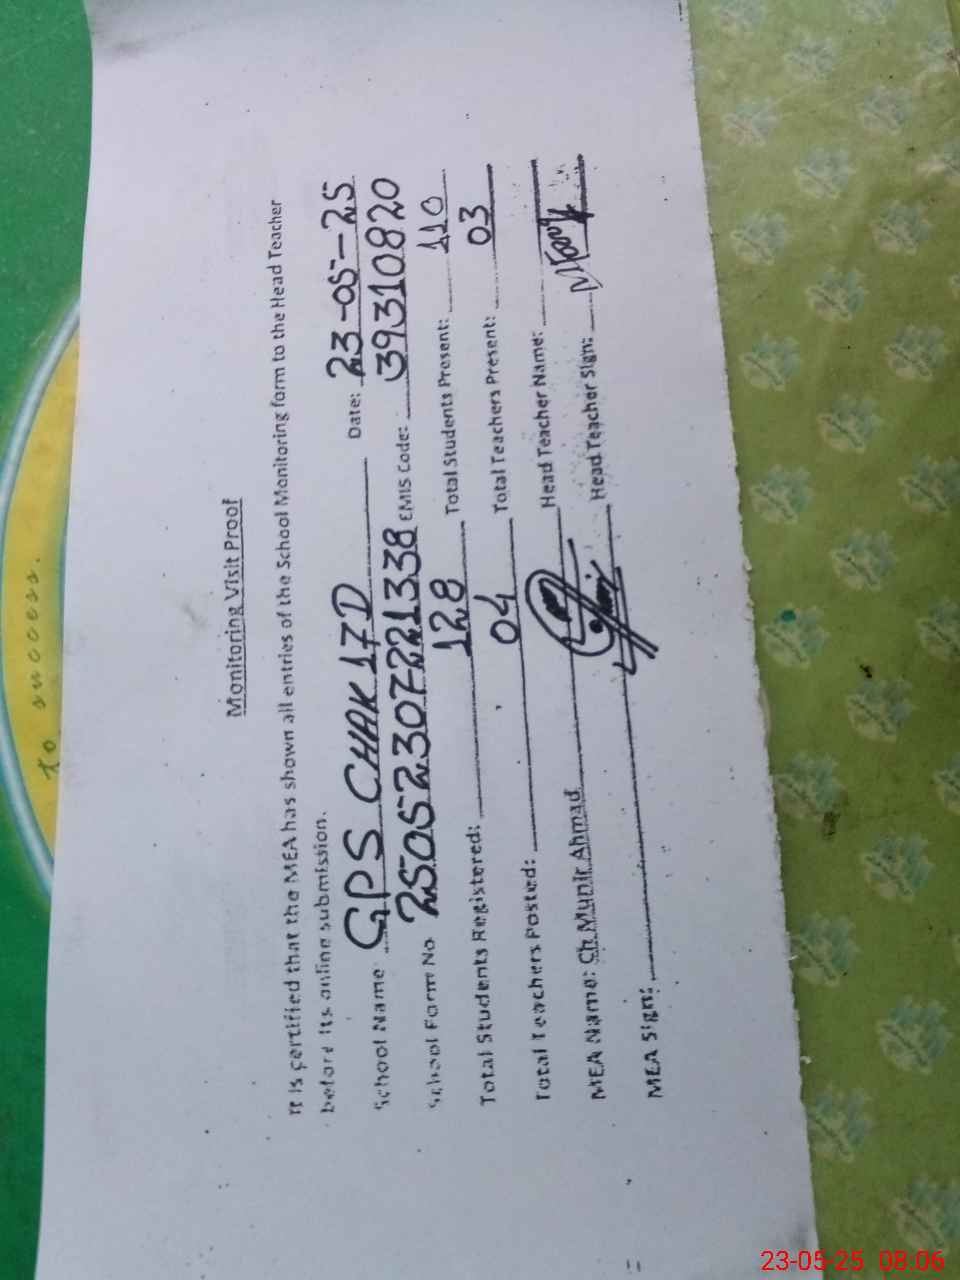 To success.
Monitoring Visit Proof
It is certified that the MEA has shown all entries of the School Monitoring form to the Head Teacher
before its online submission.
School Name: GPS CHAK 17D Date: 23-05-25
School Form No 25052307221338 EMIS Code: 39310820
Total Students Registered: 128 Total Students Present: 110
Total Teachers Posted: 04 Total Teachers Present: 03
MEA Name: Ch Munir Ahmad Head Teacher Name:
MEA Sign: Head Teacher Sign:
23-05-25 08:06